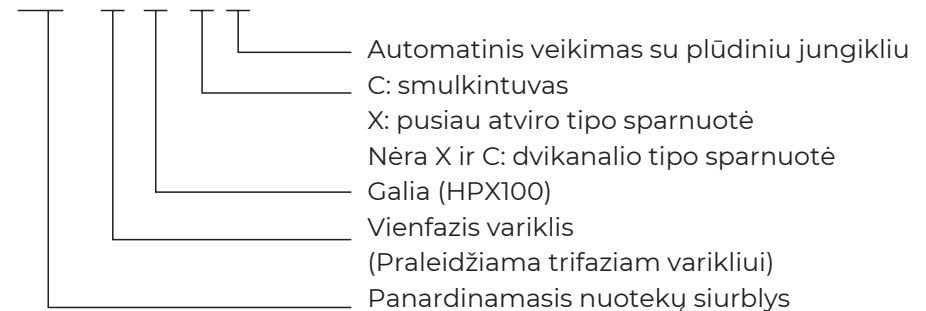 Automatinis veikimas su plūdiniu jungikliu
C: smulkintuvas
X: pusiau atviro tipo sparnuotė
Nėra X ir C: dvikanalio tipo sparnuotė
Galia (HPX100)
Vienfazis variklis
(Praleidžiama trifaziam varikliui)
Panardinamasis nuotekų siurblys